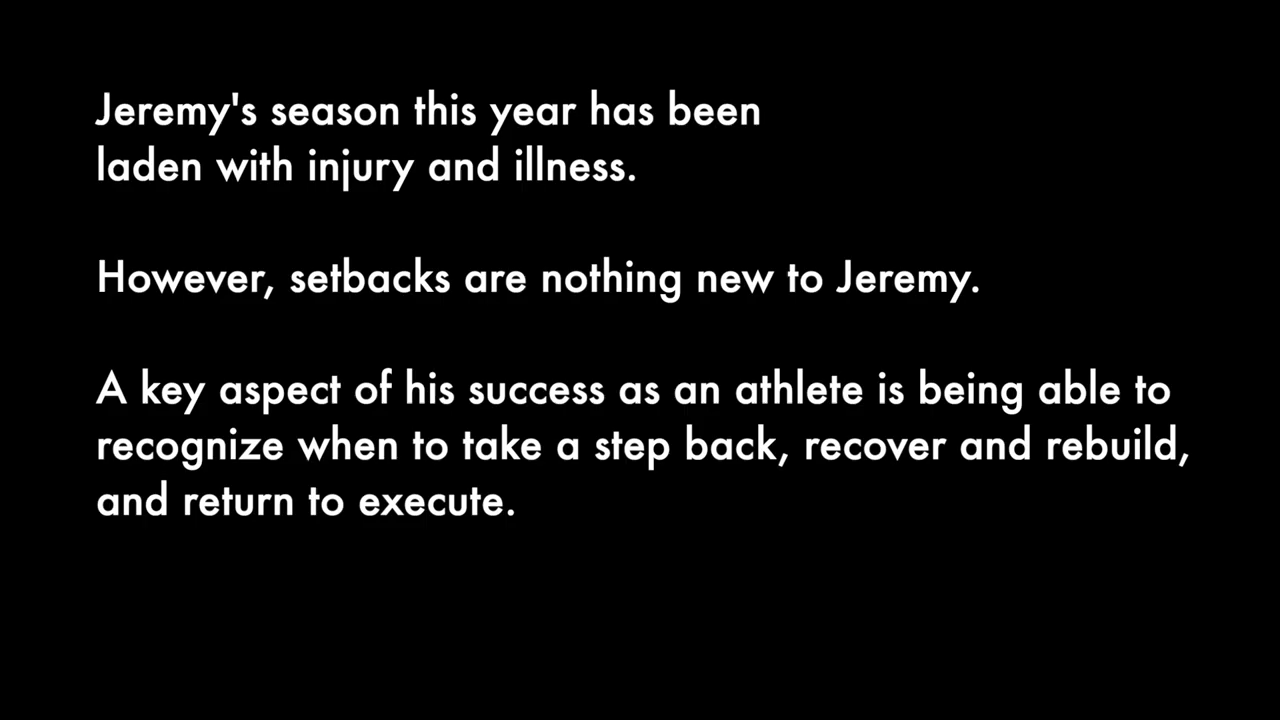 Jeremy's season this year has been
laden with injury and illness.
However, setbacks are nothing new to Jeremy.
A key aspect of his success as an athlete is being able to
recognize when to take a step back, recover and rebuild,
and return to execute.